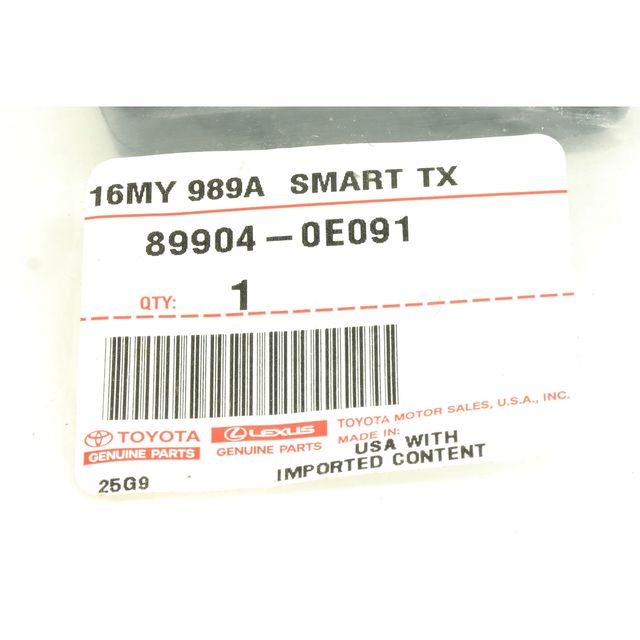 16MY 989A SMART TX
89904-0E091
QTY: 1
TOYOTA
GENUINE PARTS
LEXUS
GENUINE PARTS
TOYOTA MOTOR SALES, U.S.A., INC.
MADE IN:
USA WITH
IMPORTED CONTENT
25G9